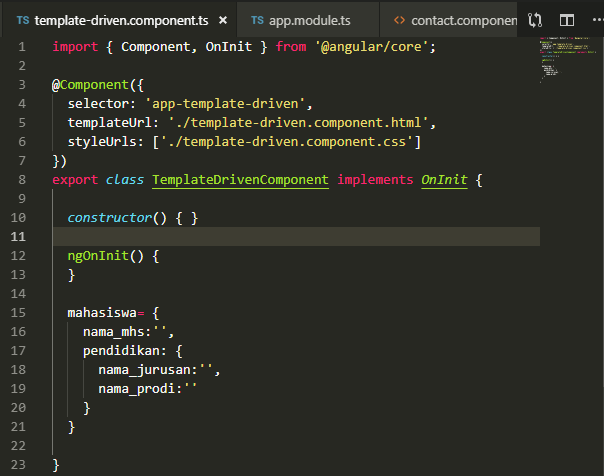 TS template-driven.component.ts × TS app.module.ts <> contact.componen
1 import { Component, OnInit } from '@angular/core';
2
3 @Component({
4   selector: 'app-template-driven',
5   templateUrl: './template-driven.component.html',
6   styleUrls: ['./template-driven.component.css']
7 })
8 export class TemplateDrivenComponent implements OnInit {
9
10   constructor() { }
11
12   ngOnInit() {
13   }
14
15   mahasiswa= {
16     nama_mhs:'',
17     pendidikan: {
18       nama_jurusan:'',
19       nama_prodi:''
20     }
21   }
22
23 }